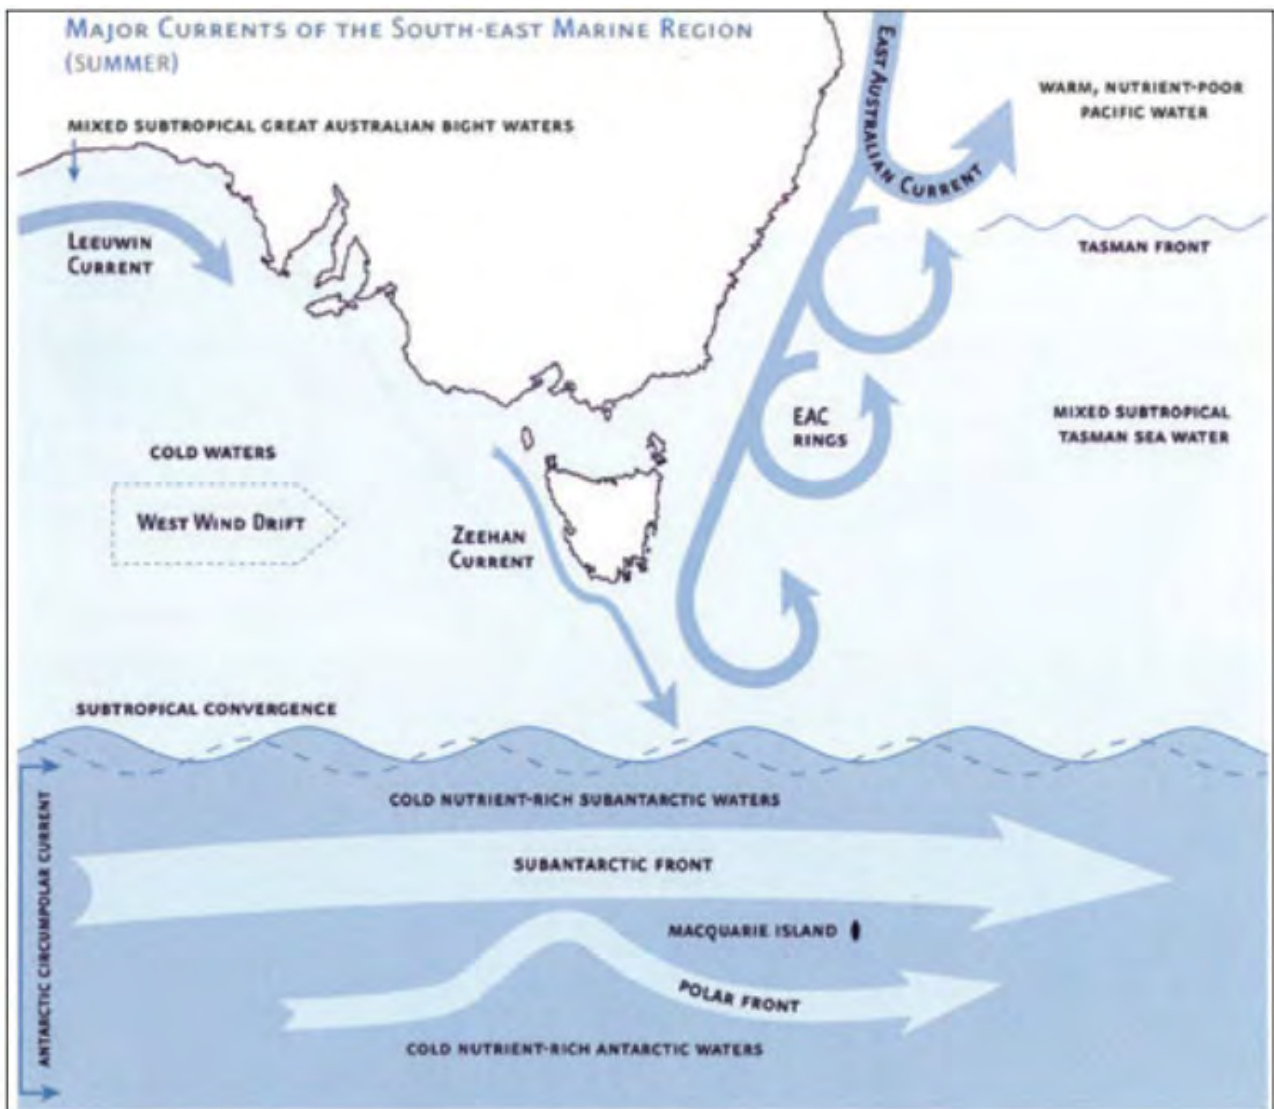 Major Currents of the South-east Marine Region
(summer)
Mixed subtropical Great Australian Bight waters
Leeuwin
Current
East Australian Current
Warm, nutrient-poor
Pacific water
Tasman Front
EAC
rings
Mixed subtropical
Tasman Sea water
Cold waters
West Wind Drift
Zeehan
Current
Subtropical Convergence
Antarctic Circumpolar Current
Cold nutrient-rich subantarctic waters
Subantarctic Front
Macquarie Island
Polar Front
Cold nutrient-rich Antarctic waters